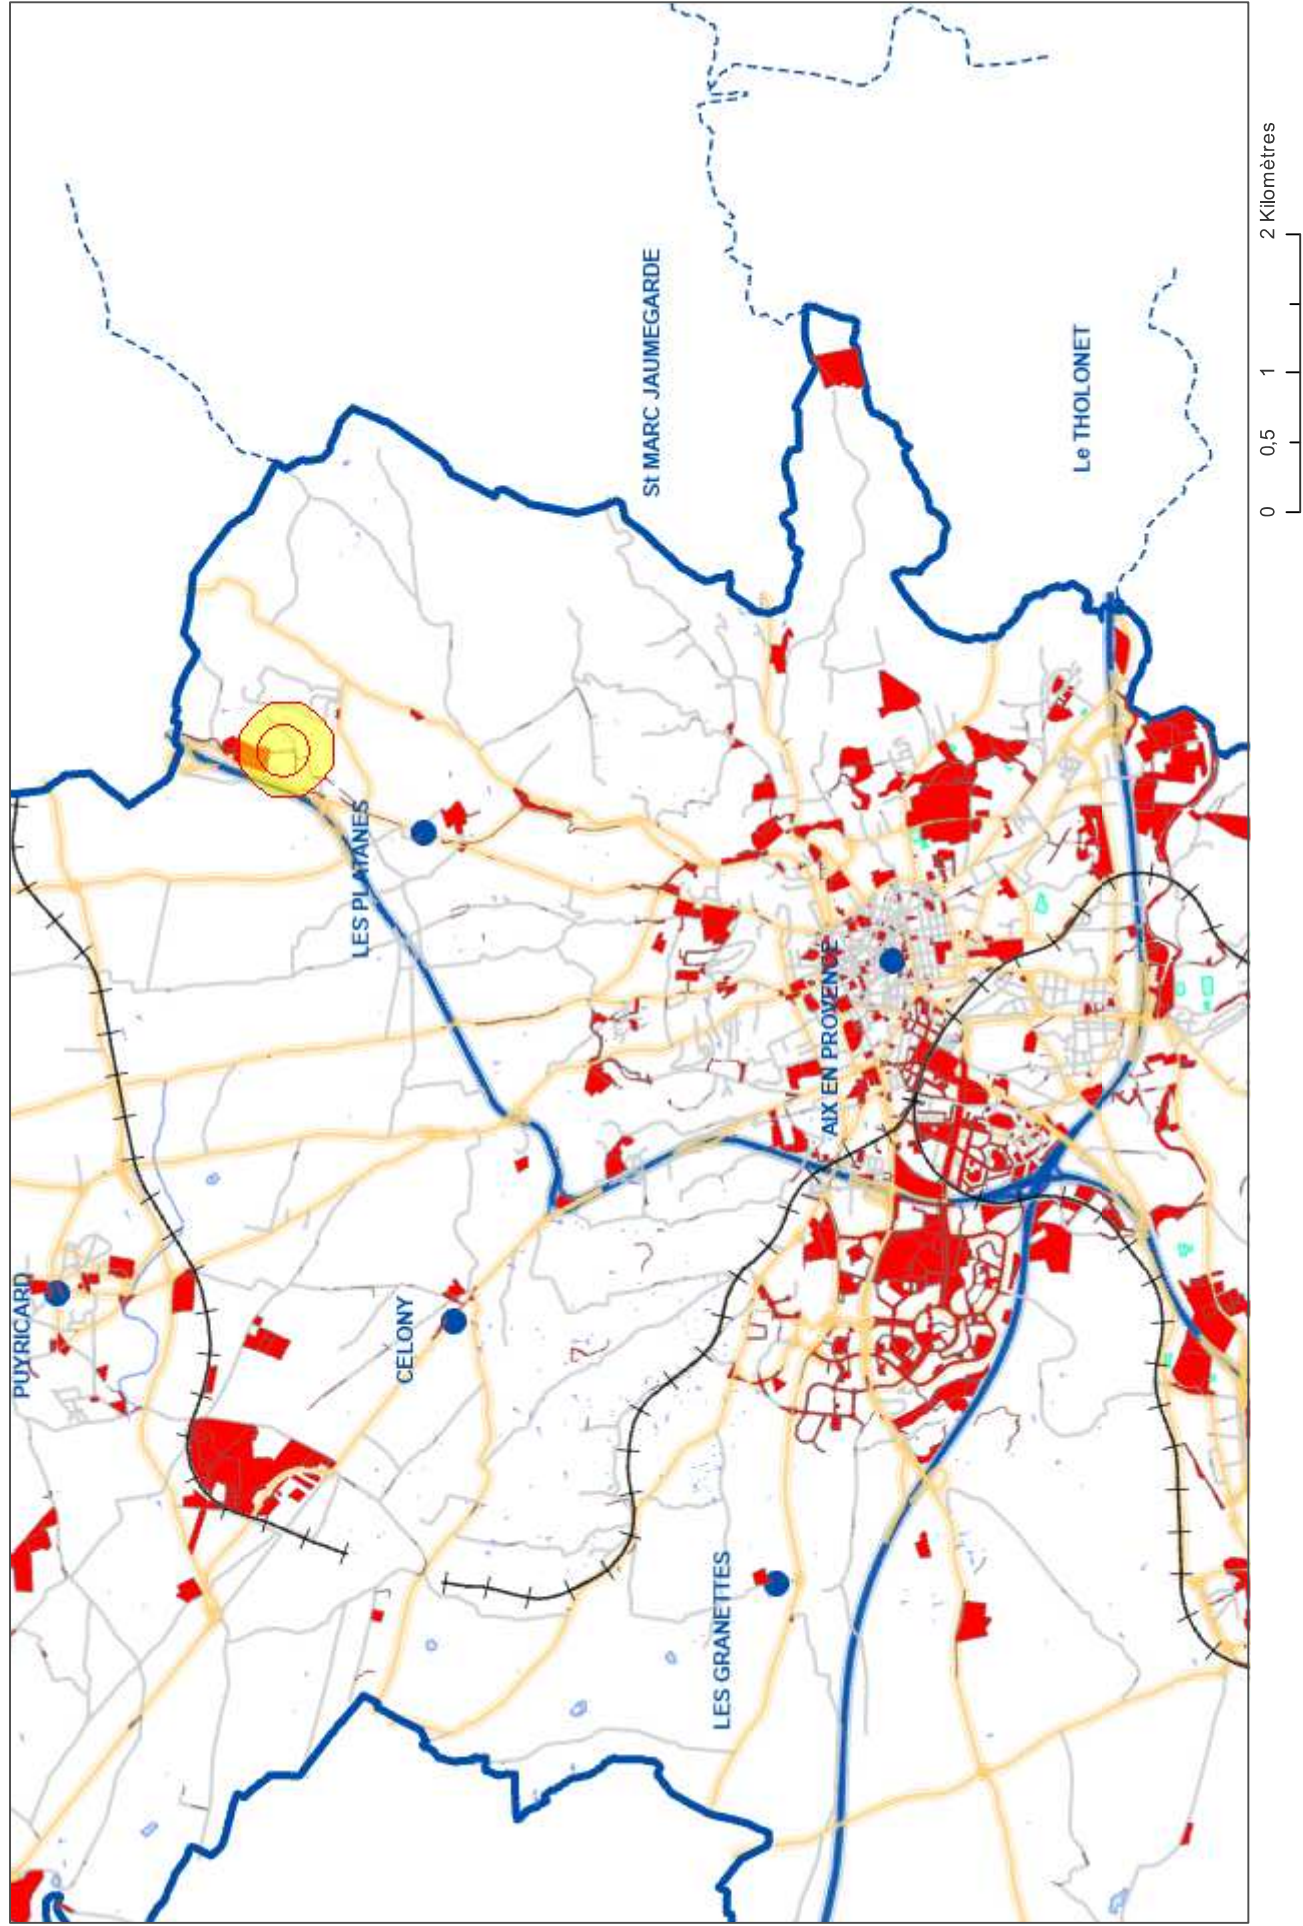 PUYRICARD
CELONY
LES PLATANES
LES GRANETTES
AIX EN PROVENCE
St MARC JAUMEGARDE
Le THOLONET
0 0,5 1 2 Kilomètres